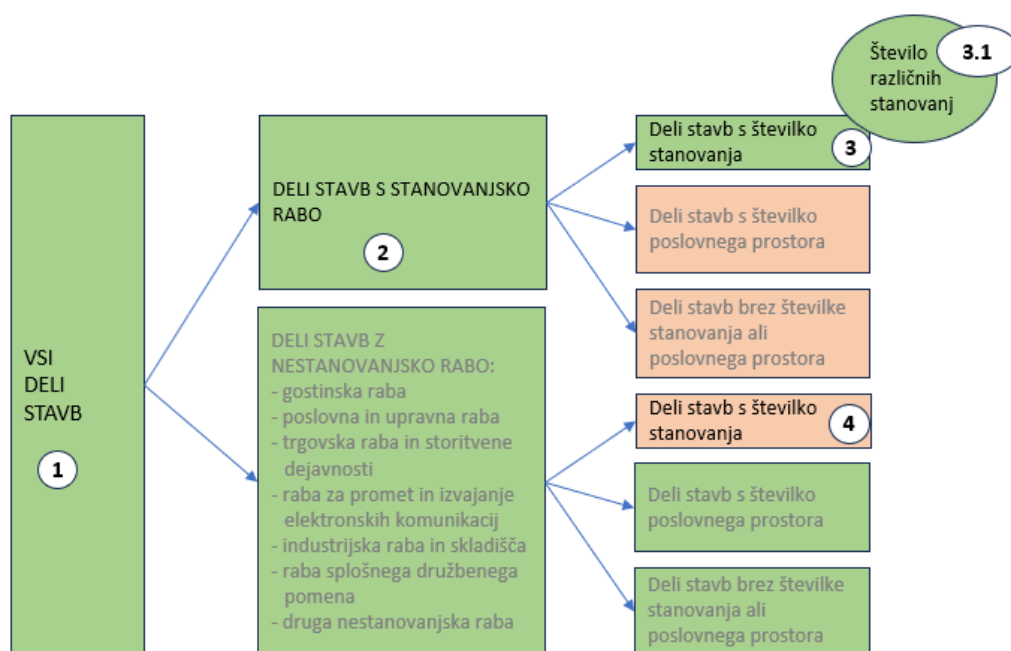 VSI
DELI
STAVB
1
DELI STAVB S STANOVANJSKO
RABO
2
DELI STAVB Z
NESTANOVANJSKO RABO:
- gostinska raba
- poslovna in upravna raba
- trgovska raba in storitvene
dejavnosti
- raba za promet in izvajanje
elektronskih komunikacij
- industrijska raba in skladišča
- raba splošnega družbenega
pomena
- druga nestanovanjska raba
Število
različnih
stanovanj
3.1
Deli stavb s številko
stanovanja
3
Deli stavb s številko
poslovnega prostora
Deli stavb brez številke
stanovanja ali
poslovnega prostora
Deli stavb s številko
stanovanja
4
Deli stavb s številko
poslovnega prostora
Deli stavb brez številke
stanovanja ali
poslovnega prostora